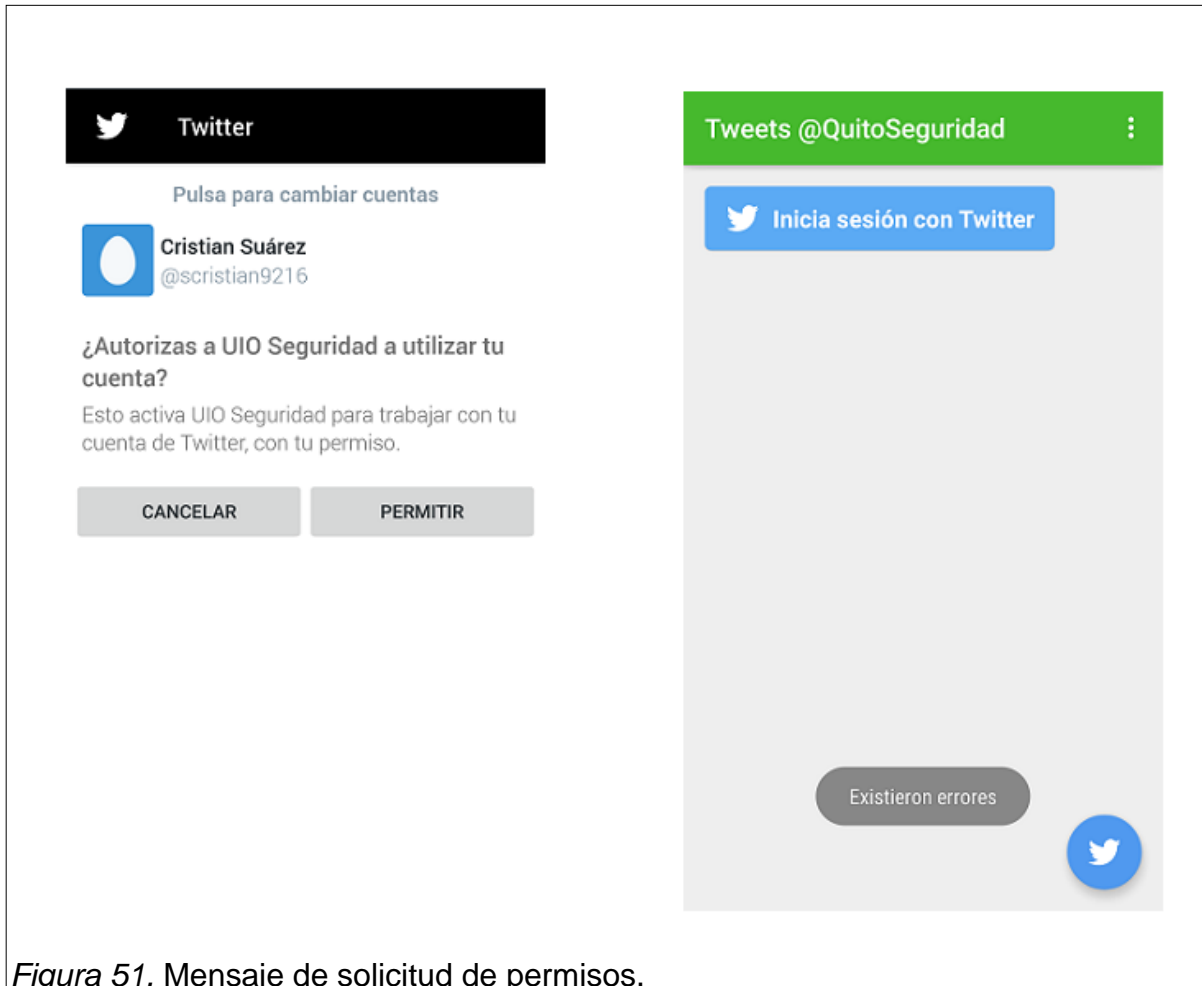 Twitter
Pulsa para cambiar cuentas
Cristian Suárez
@scristian9216
¿Autorizas a UIO Seguridad a utilizar tu
cuenta?
Esto activa UIO Seguridad para trabajar con tu
cuenta de Twitter, con tu permiso.
CANCELAR
PERMITIR
Tweets @QuitoSeguridad
Inicia sesión con Twitter
Existieron errores
Figura 51. Mensaje de solicitud de permisos.